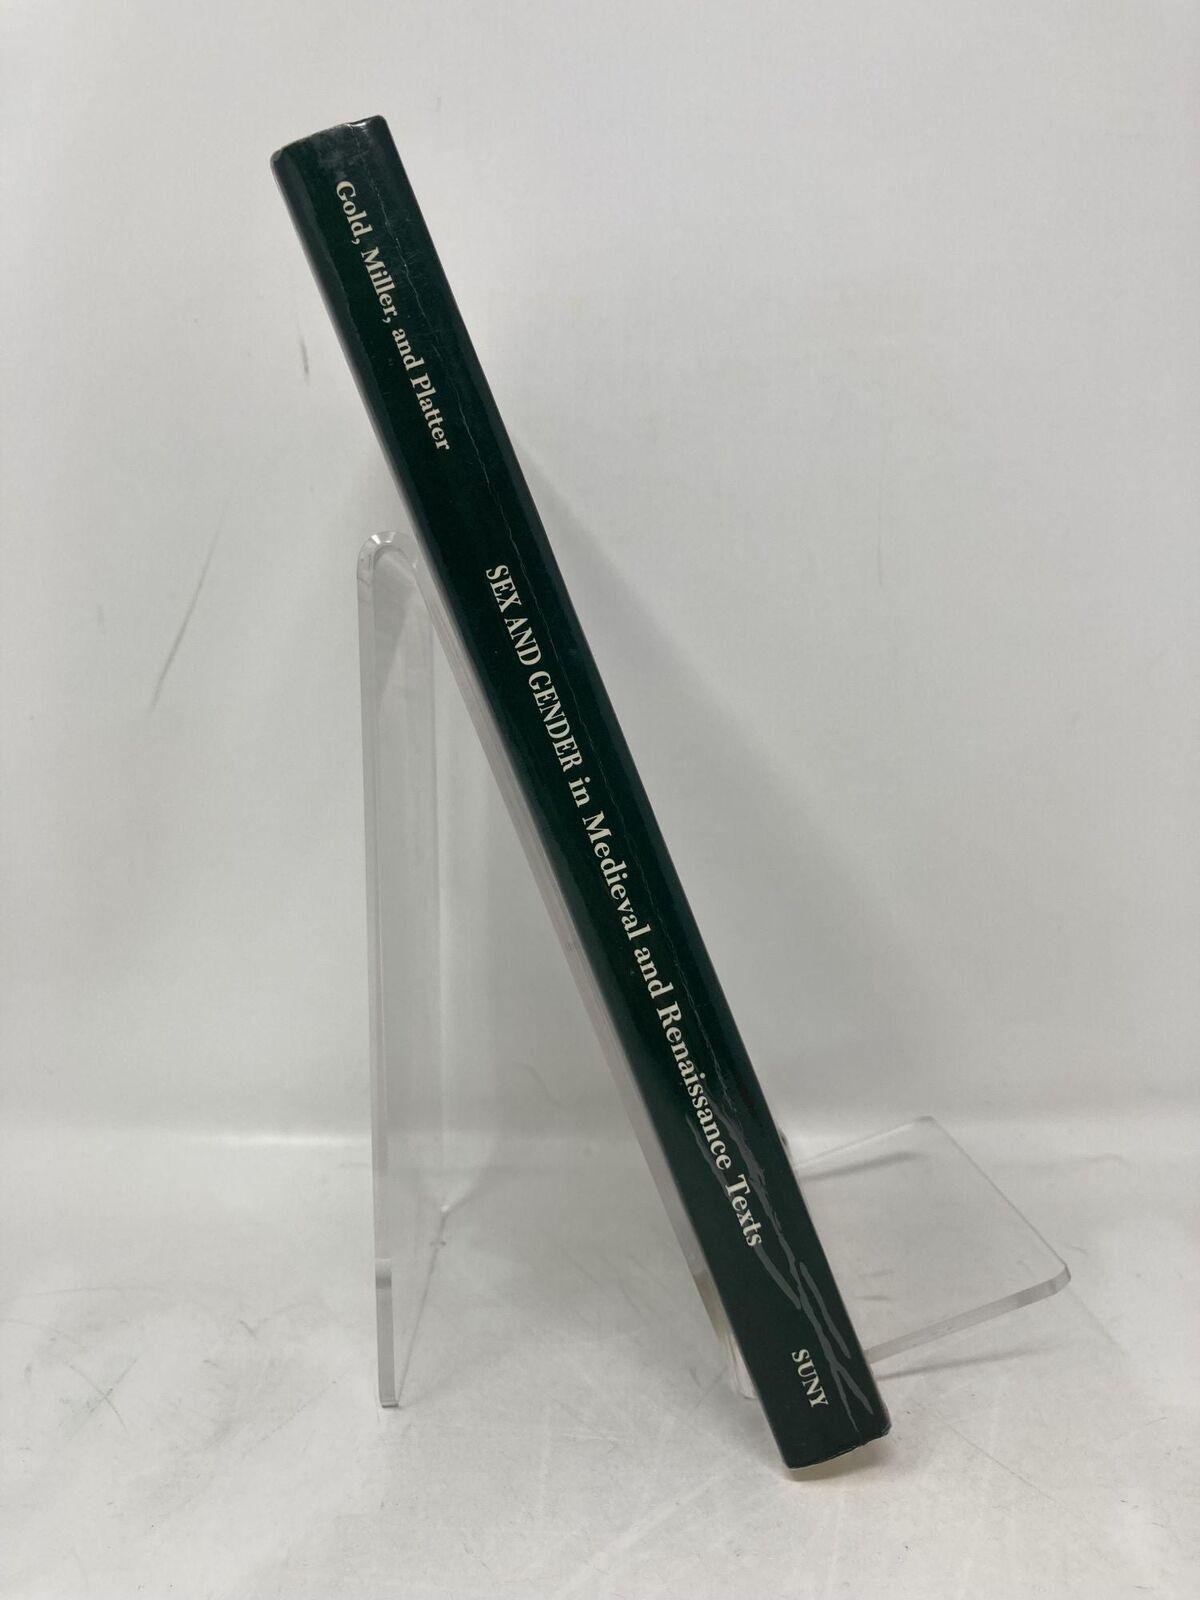 Gold, Miller, and Platter
SEX AND GENDER in Medieval and Renaissance Texts
SUNY